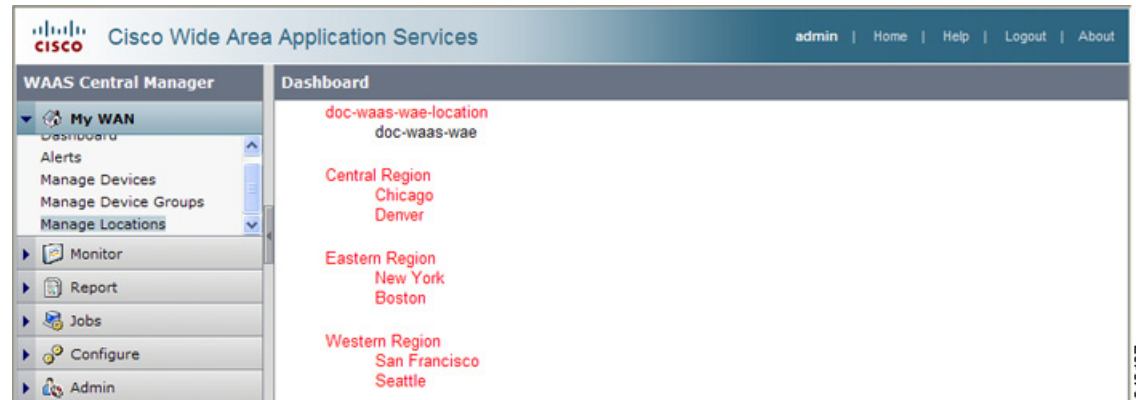 CISCO Cisco Wide Area Application Services admin | Home | Help | Logout | About
WAAS Central Manager Dashboard
My WAN
Dashboard
Alerts
Manage Devices
Manage Device Groups
Manage Locations
Monitor
Report
Jobs
Configure
Admin
doc-waas-wae-location
doc-waas-wae
Central Region
Chicago
Denver
Eastern Region
New York
Boston
Western Region
San Francisco
Seattle